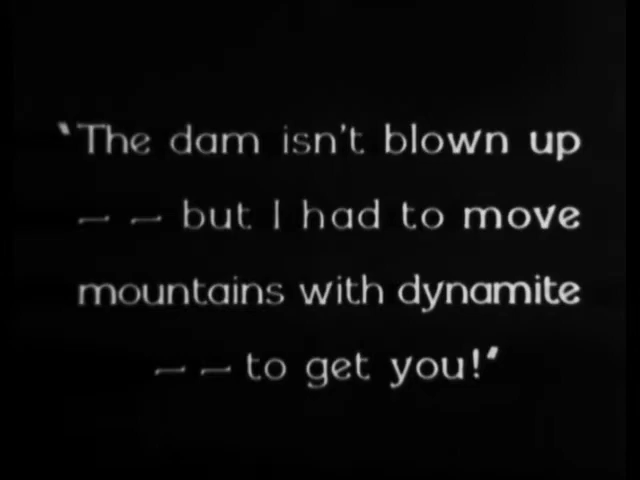 "The dam isn't blown up
– – but I had to move
mountains with dynamite
– – to get you!"